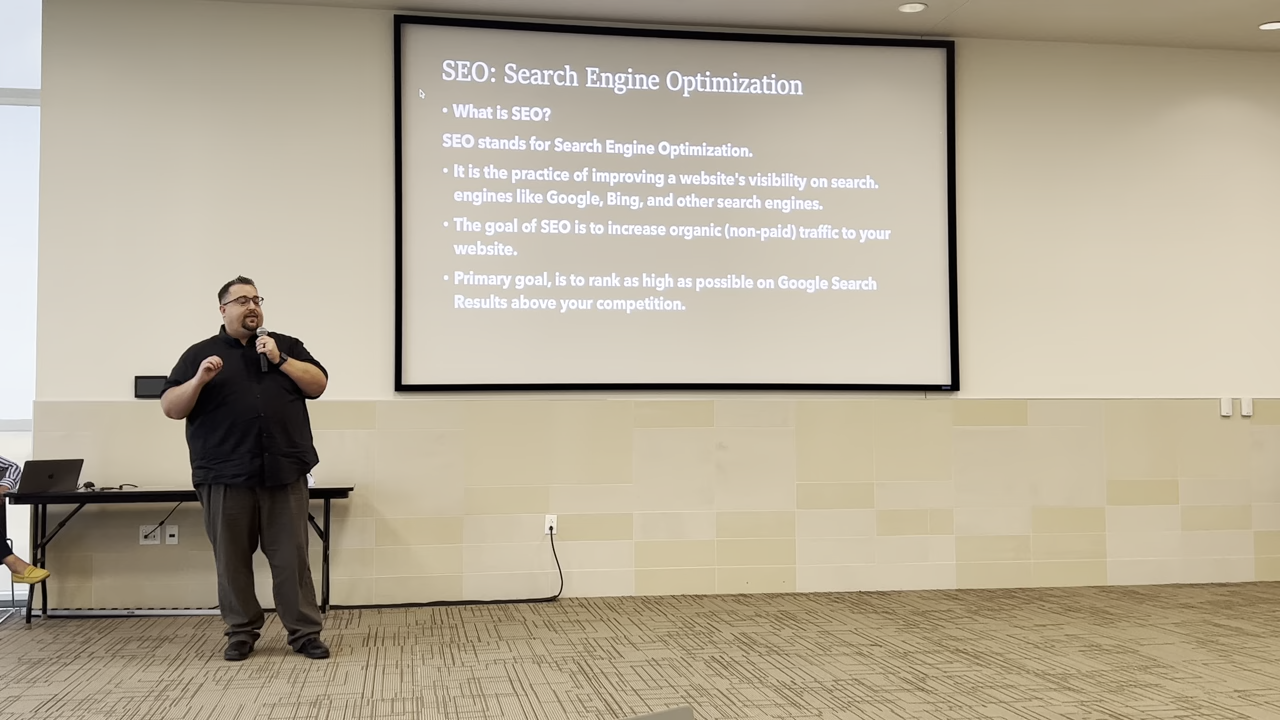 SEO: Search Engine Optimization
• What is SEO?
SEO stands for Search Engine Optimization.
• It is the practice of improving a website's visibility on search.
engines like Google, Bing, and other search engines.
• The goal of SEO is to increase organic (non-paid) traffic to your
website.
• Primary goal, is to rank as high as possible on Google Search
Results above your competition.